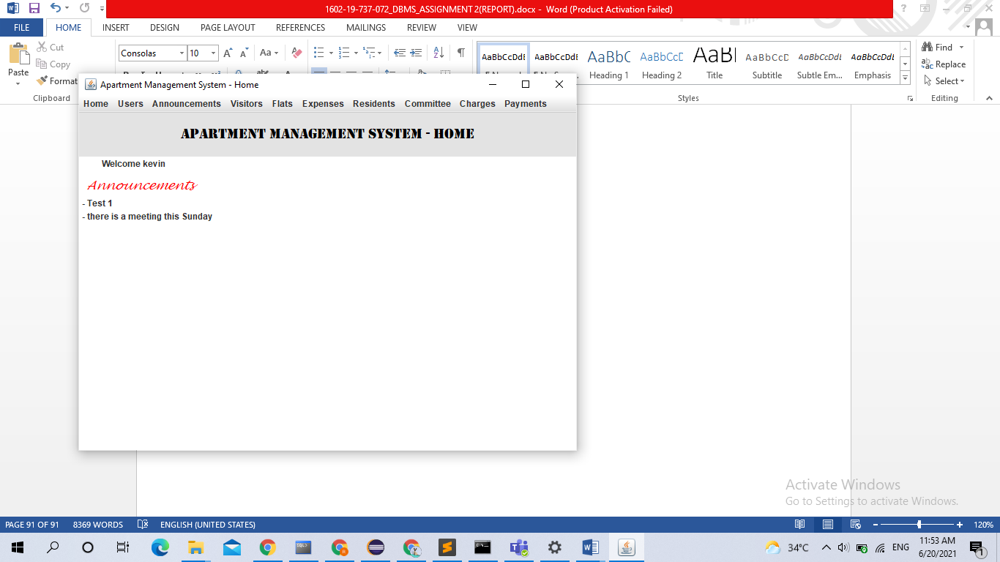 1602-19-737-072_DBMS_ASSIGNMENT 2(REPORT).docx - Word (Product Activation Failed)
FILE HOME INSERT DESIGN PAGE LAYOUT REFERENCES MAILINGS REVIEW VIEW
Paste
Cut
Copy
Format
Clipboard
Consolas 10 Aa
AaBbCcDdE AaBbCcDdE AaBbC AaBbCcD AaBl AaBbCcD AaBbCcDdE AaBbCcDdE
Heading 1 Heading 2 Title Subtitle Subtle Em... Emphasis
Styles
Find
Replace
Select
Editing
Apartment Management System - Home
Home Users Announcements Visitors Flats Expenses Residents Committee Charges Payments
APARTMENT MANAGEMENT SYSTEM - HOME
Welcome kevin
Announcements
- Test 1
- there is a meeting this Sunday
Activate Windows
Go to Settings to activate Windows.
PAGE 91 OF 91 8369 WORDS ENGLISH (UNITED STATES) 120%
34°C ENG 11:53 AM
6/20/2021
1